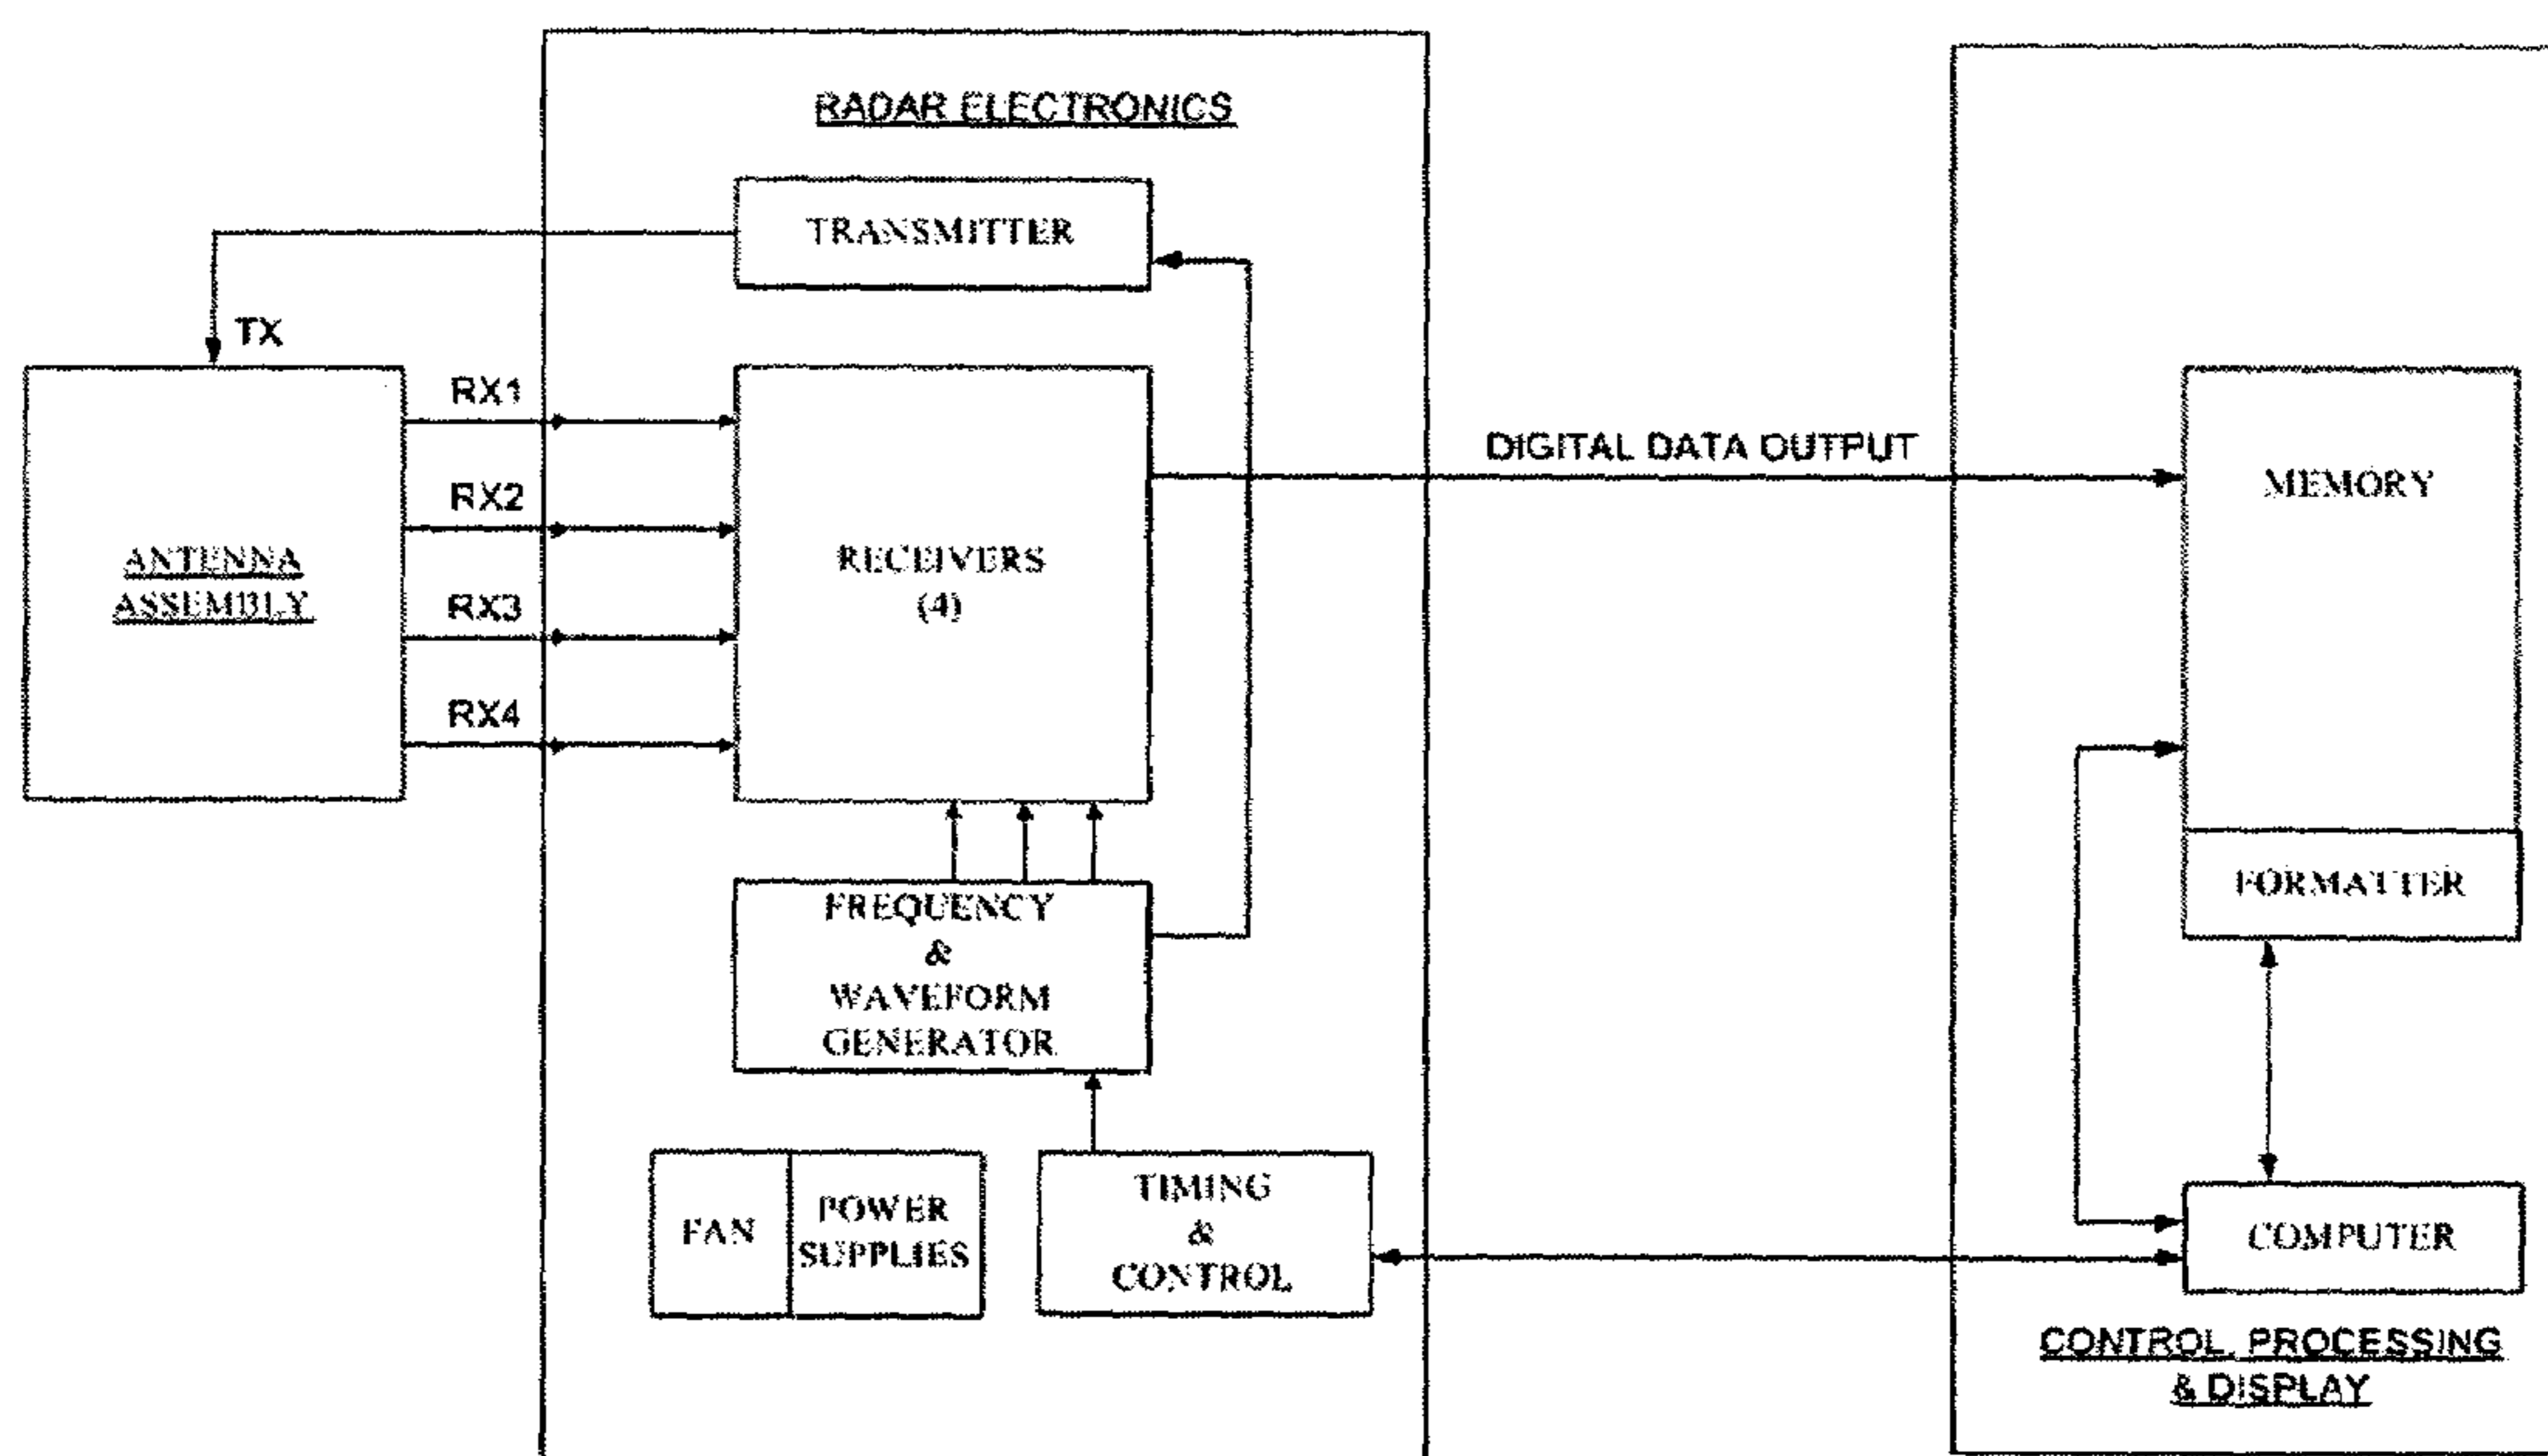 RADAR ELECTRONICS
TRANSMITTER
TX
RX1
RX2
RX3
RX4
ANTENNA
ASSEMBLY
RECEIVERS
(4)
DIGITAL DATA OUTPUT
MEMORY
FORMATTER
FREQUENCY
&
WAVEFORM
GENERATOR
FAN
POWER
SUPPLIES
TIMING
&
CONTROL
COMPUTER
CONTROL, PROCESSING
& DISPLAY